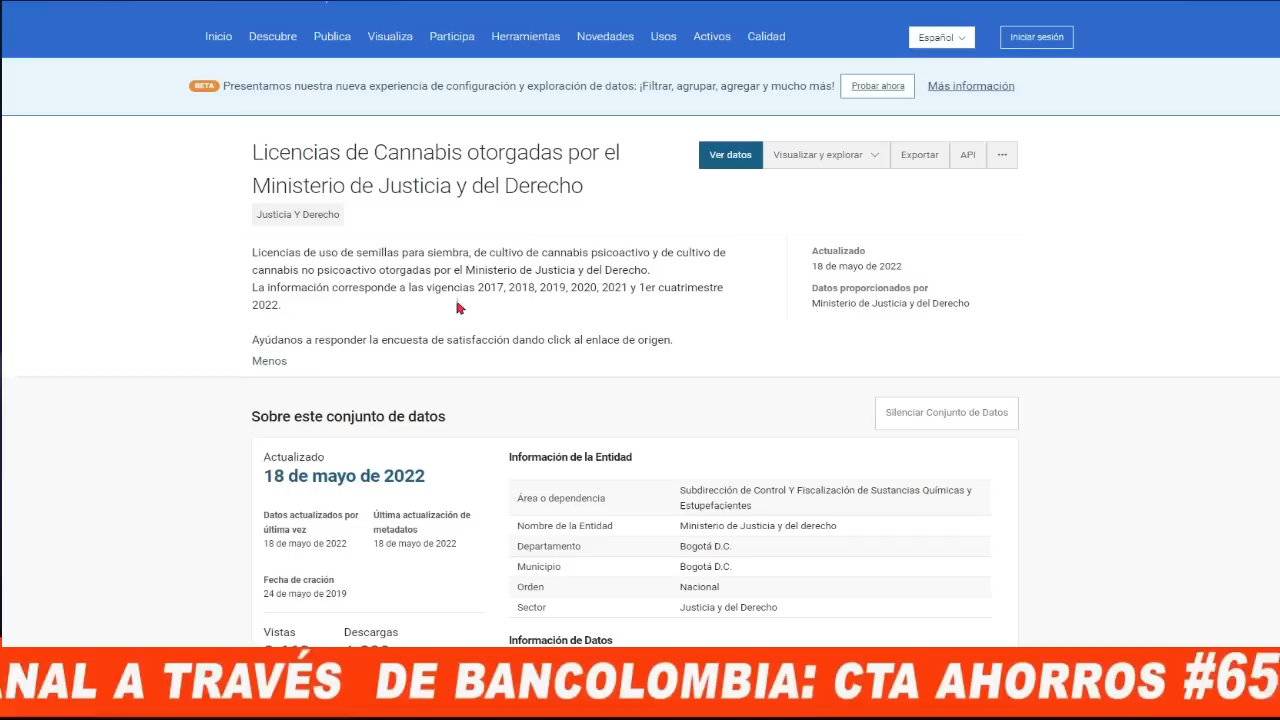 Inicio Descubre Publica Visualiza Participa Herramientas Novedades Usos Activos Calidad Español Iniciar sesión
BETA Presentamos nuestra nueva experiencia de configuración y exploración de datos: ¡Filtrar, agrupar, agregar y mucho más! Probar ahora Más información
Licencias de Cannabis otorgadas por el
Ministerio de Justicia y del Derecho
Ver datos Visualizar y explorar Exportar API ...
Justicia Y Derecho
Licencias de uso de semillas para siembra, de cultivo de cannabis psicoactivo y de cultivo de
cannabis no psicoactivo otorgadas por el Ministerio de Justicia y del Derecho.
La información corresponde a las vigencias 2017, 2018, 2019, 2020, 2021 y 1er cuatrimestre
2022.
Ayúdanos a responder la encuesta de satisfacción dando click al enlace de origen.
Menos
Actualizado
18 de mayo de 2022
Datos proporcionados por
Ministerio de Justicia y del Derecho
Sobre este conjunto de datos
Silenciar Conjunto de Datos
Actualizado
18 de mayo de 2022
Datos actualizados por
última vez
18 de mayo de 2022
Última actualización de
metadatos
18 de mayo de 2022
Fecha de cración
24 de mayo de 2019
Vistas Descargas
Información de la Entidad
Área o dependencia Subdirección de Control Y Fiscalización de Sustancias Químicas y
Estupefacientes
Nombre de la Entidad Ministerio de Justicia y del derecho
Departamento Bogotá D.C.
Municipio Bogotá D.C.
Orden Nacional
Sector Justicia y del Derecho
Información de Datos
NAL A TRAVÉS DE BANCOLOMBIA: CTA AHORROS #65